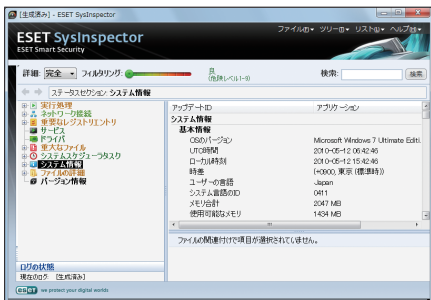 [生成済み] - ESET SysInspector
ESET SysInspector
ESET Smart Security
ファイル(F)▾ ツリー(T)▾ リスト(L)▾ ヘルプ(H)▾
詳細: 完全 フィルタリング: 良
(危険レベル1-9)
検索: 検索
ステータスセクション: システム情報
実行処理
ネットワーク接続
重要なレジストリエントリ
サービス
ドライバ
重大なファイル
システムスケジューラタスク
システム情報
ファイルの詳細
バージョン情報
アップデートID アプリケーション
システム情報
基本情報
OSのバージョン Microsoft Windows 7 Ultimate Editi
UTC時間 2010-05-12 06:42:46
ローカル時刻 2010-05-12 15:42:46
時差 (+0900, 東京 (標準時))
ユーザーの言語 Japan
システム言語のID 0411
メモリ合計 2047 MB
使用可能なメモリ 1434 MB
ファイルの関連付けで項目が選択されていません。
ログの状態
現在のログ: [生成済み]
eset we protect your digital worlds